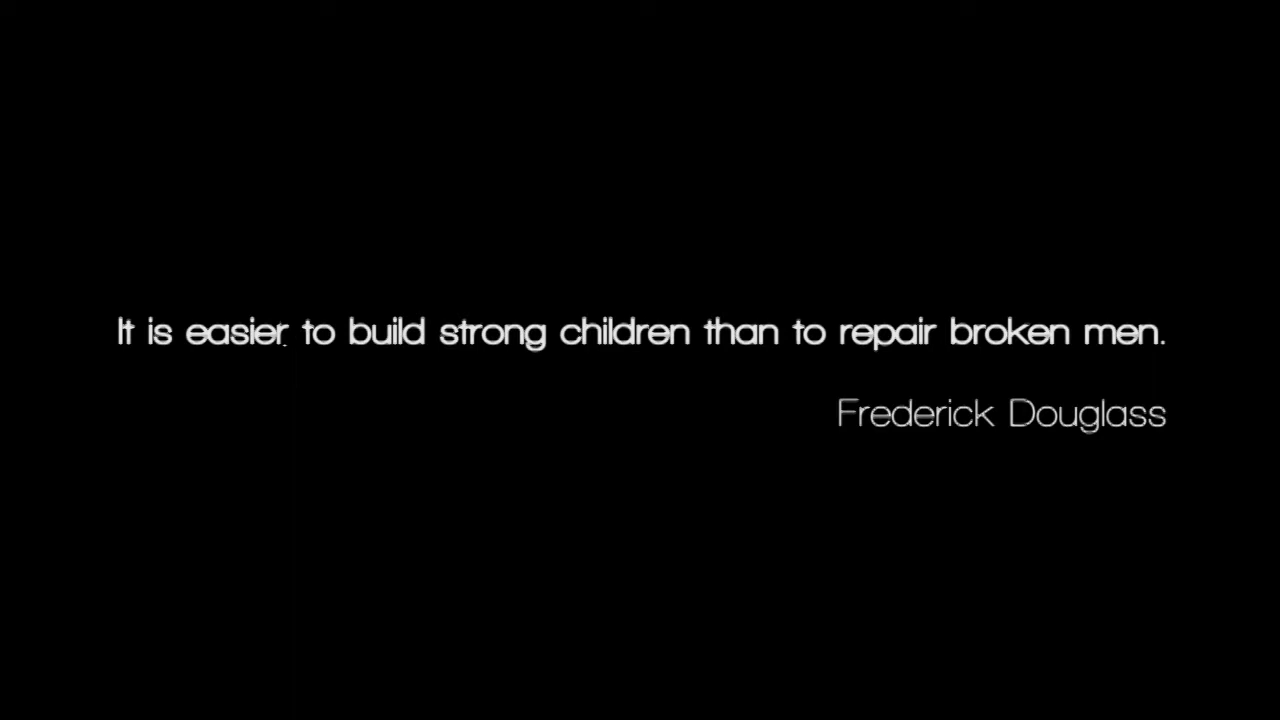 It is easier to build strong children than to repair broken men.
Frederick Douglass